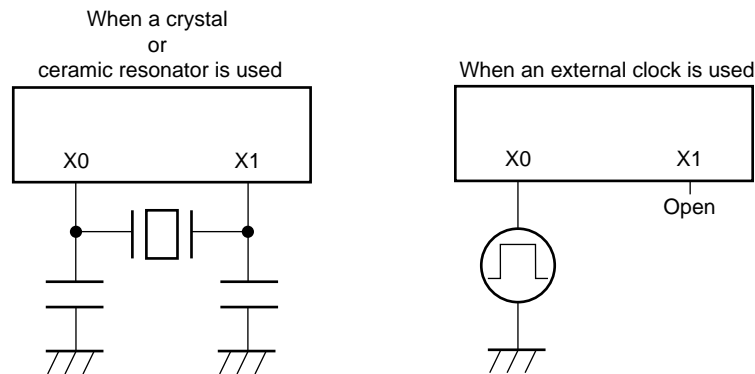 When a crystal
or
ceramic resonator is used
X0
X1
When an external clock is used
X0
X1
Open